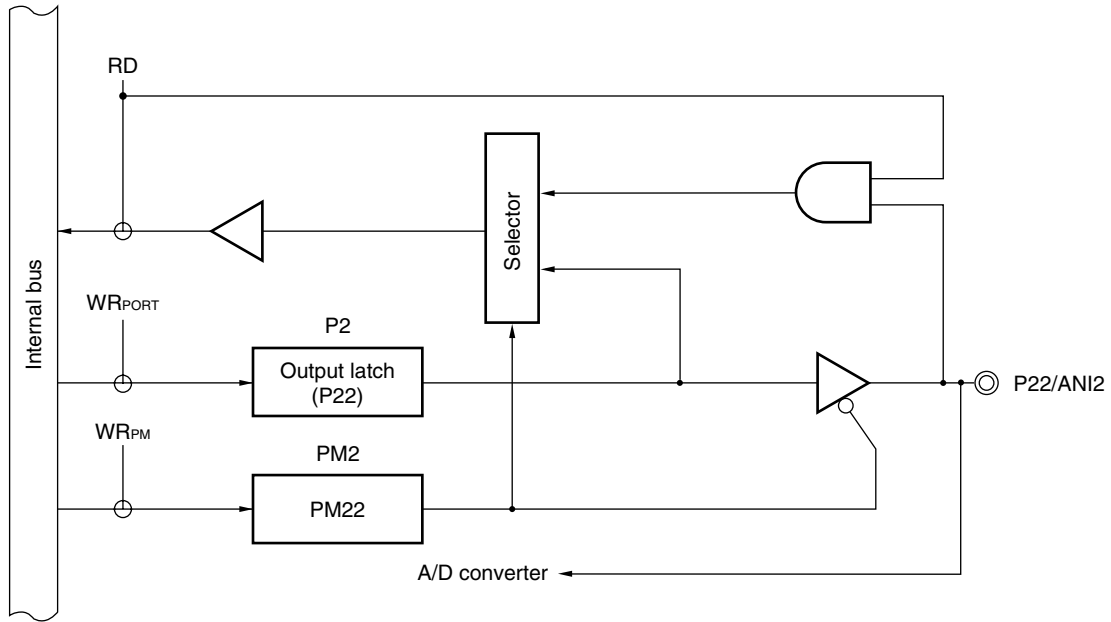 RD
Internal bus
Selector
WRPORT
P2
Output latch
(P22)
P22/ANI2
WRPM
PM2
PM22
A/D converter